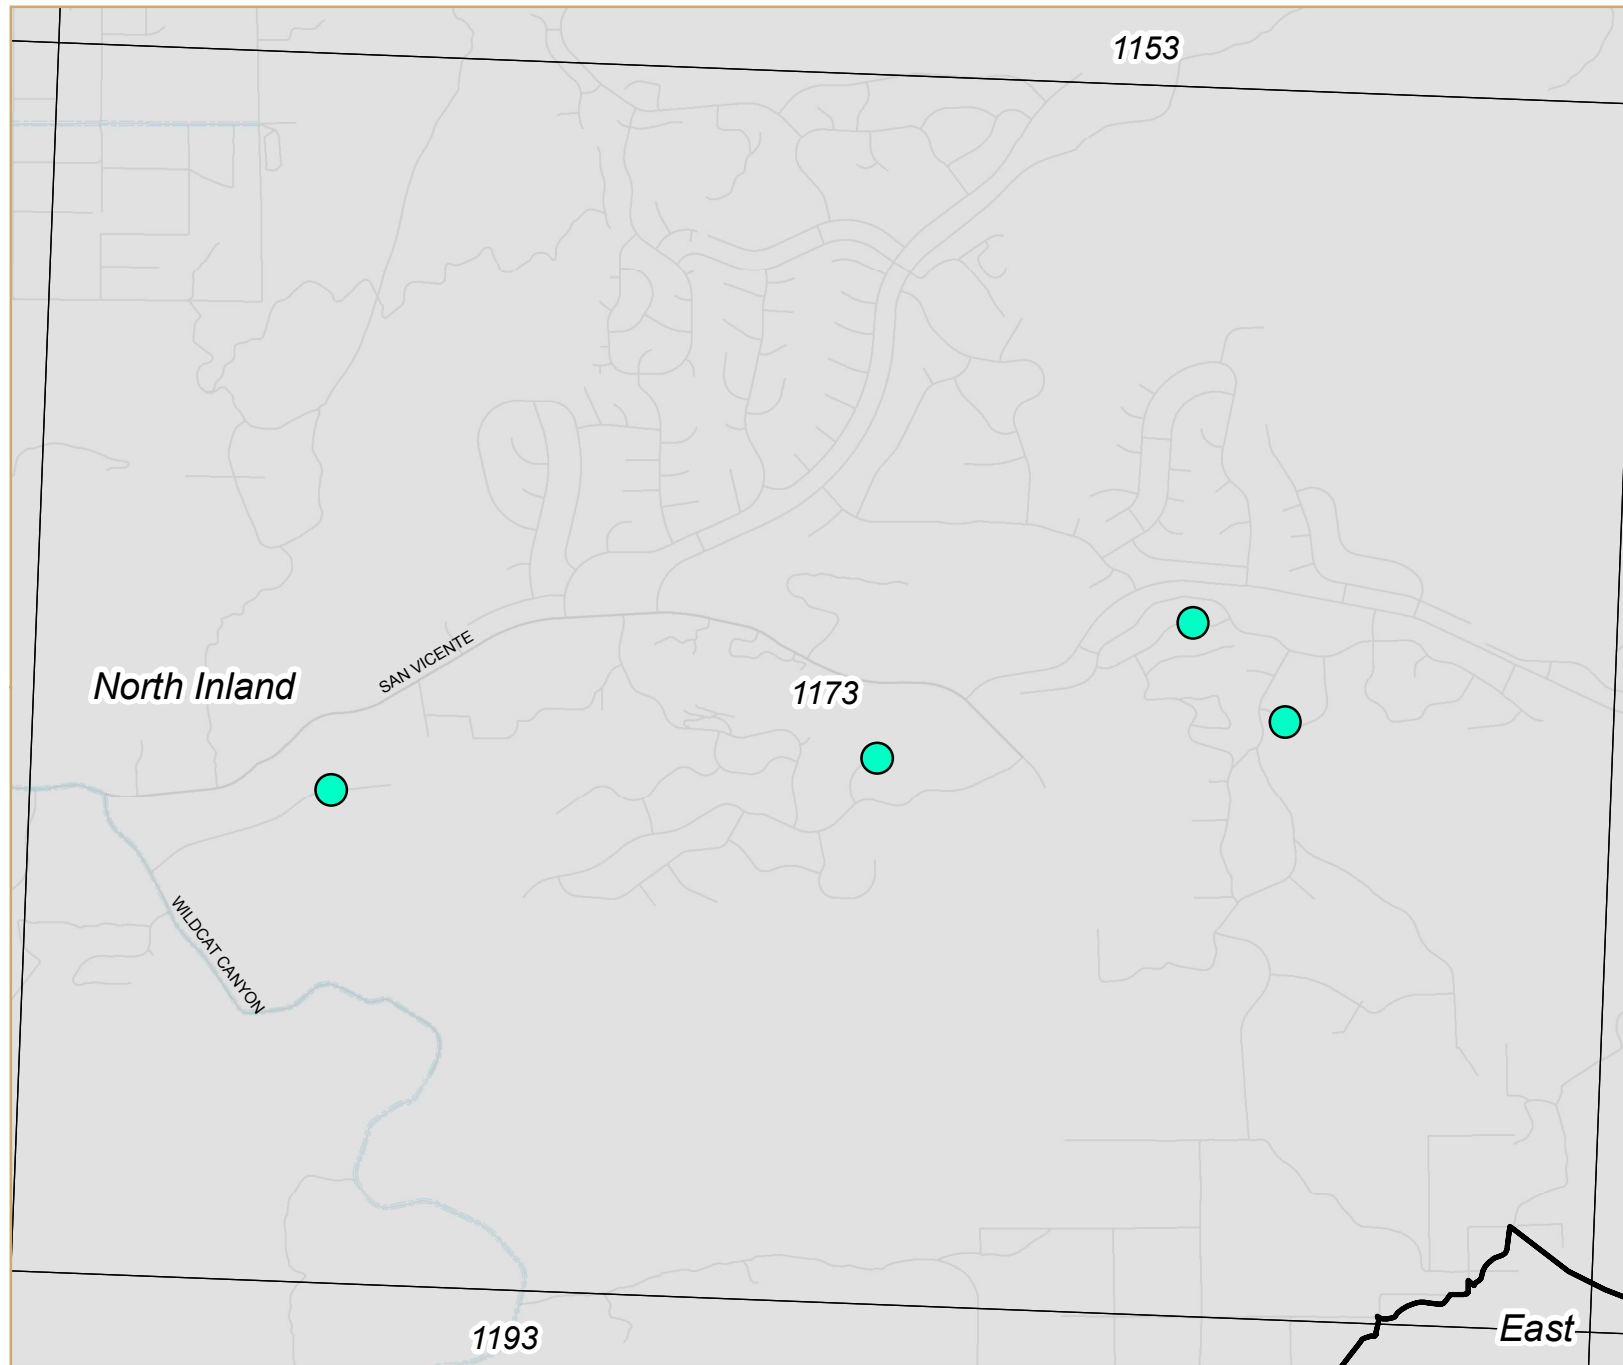 1153
SAN VICENTE
North Inland
1173
WILDCAT CANYON
East
1193